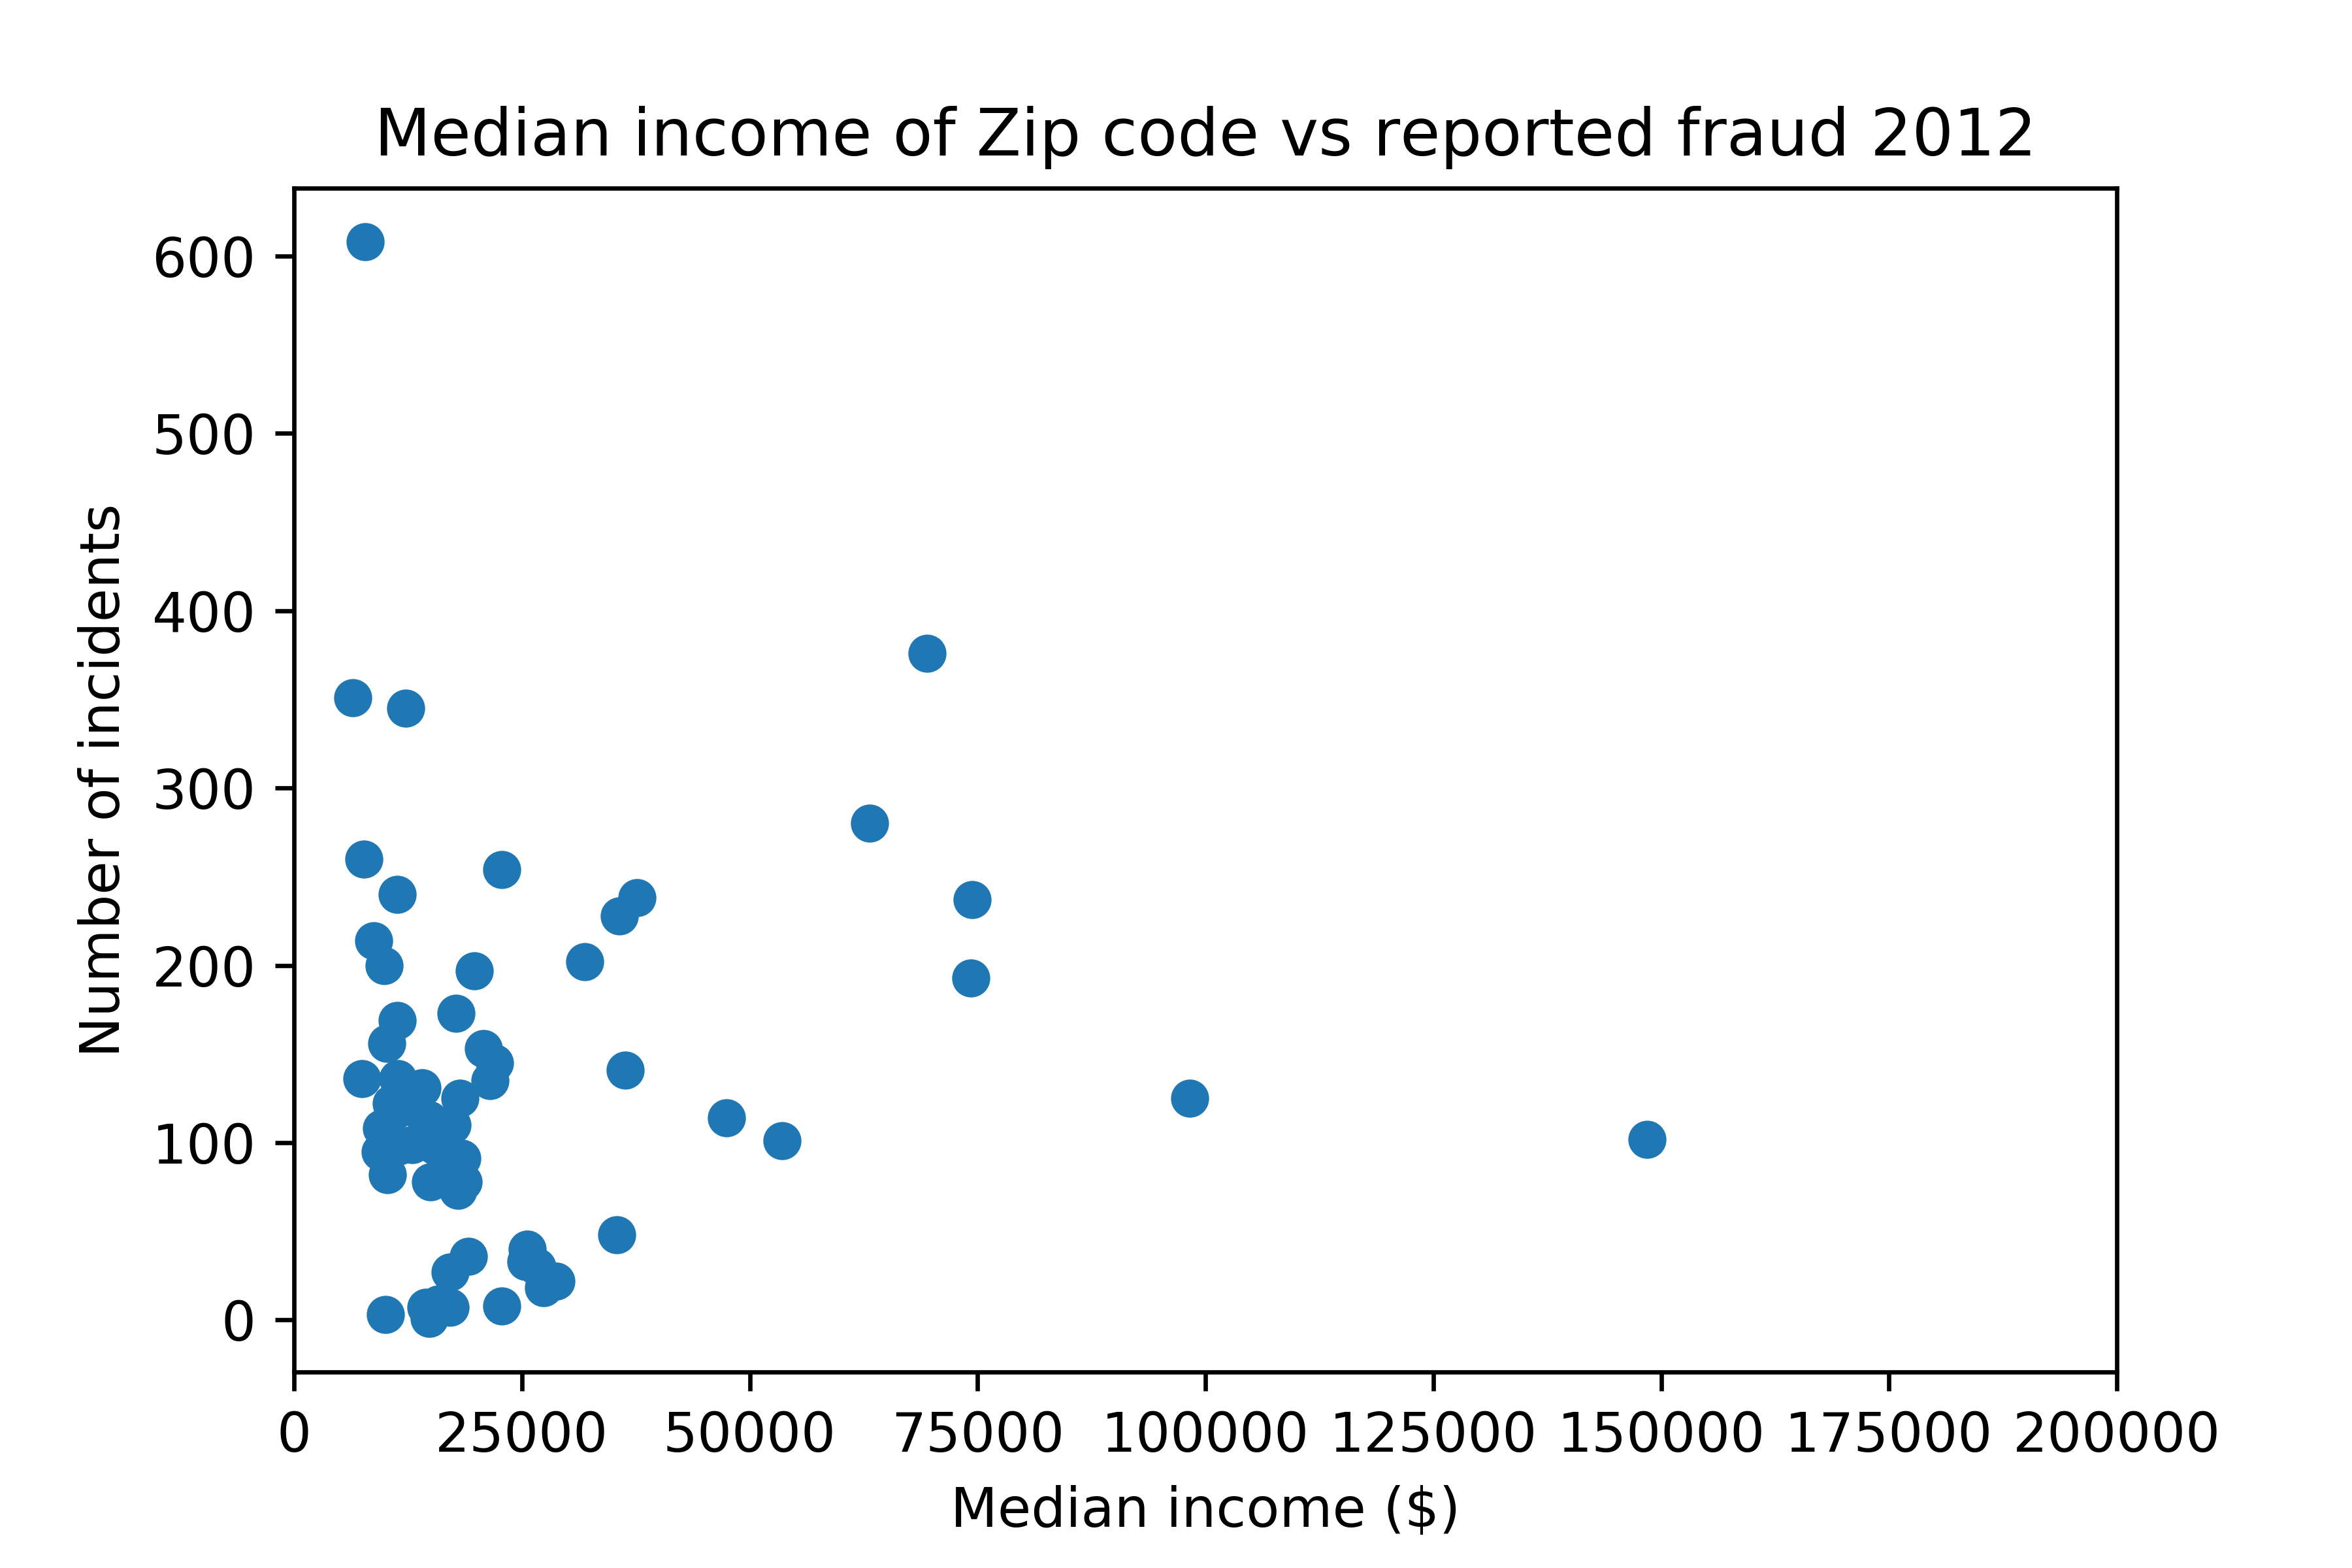 Median income of Zip code vs reported fraud 2012
Number of incidents
600
500
400
300
200
100
0
0 25000 50000 75000 100000 125000 150000 175000 200000
Median income ($)